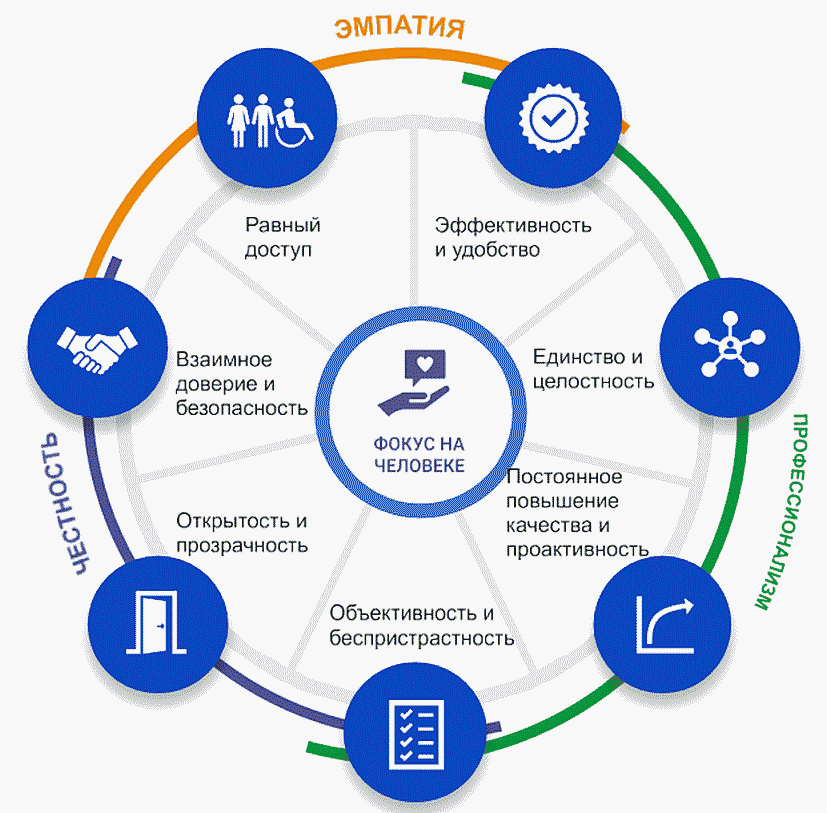 ЭМПАТИЯ
Равный
доступ
Эффективность
и удобство
Взаимное
доверие и
безопасность
Единство и
целостность
ФОКУС НА
ЧЕЛОВЕКЕ
ЧЕСТНОСТЬ
ПРОФЕССИОНАЛИЗМ
Открытость и
прозрачность
Постоянное
повышение
качества и
проактивность
Объективность и
беспристрастность